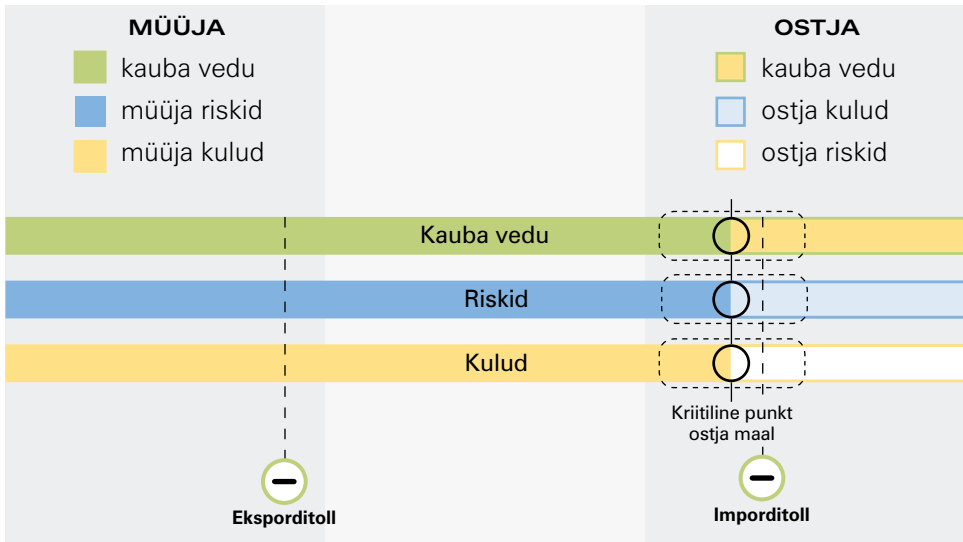 MÜÜJA
kauba vedu
müüja riskid
müüja kulud
OSTJA
kauba vedu
ostja kulud
ostja riskid
Kauba vedu
Riskid
Kulud
Kriitiline punkt
ostja maal
Eksporditoll
Imporditoll